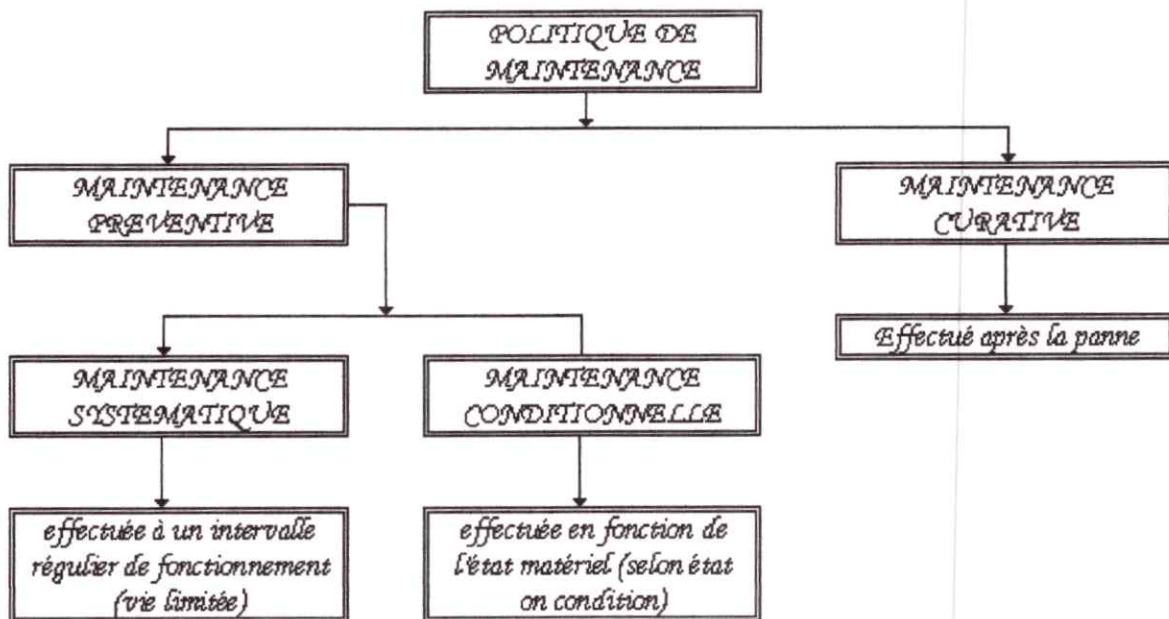 POLITIQUE DE
MAINTENANCE
MAINTENANCE
PREVENTIVE
MAINTENANCE
CURATIVE
Effectué après la panne
MAINTENANCE
SYSTEMATIQUE
MAINTENANCE
CONDITIONNELLE
effectuée à un intervalle
régulier de fonctionnement
(vie limitée)
effectuée en fonction de
l'état matériel (selon état
on condition)